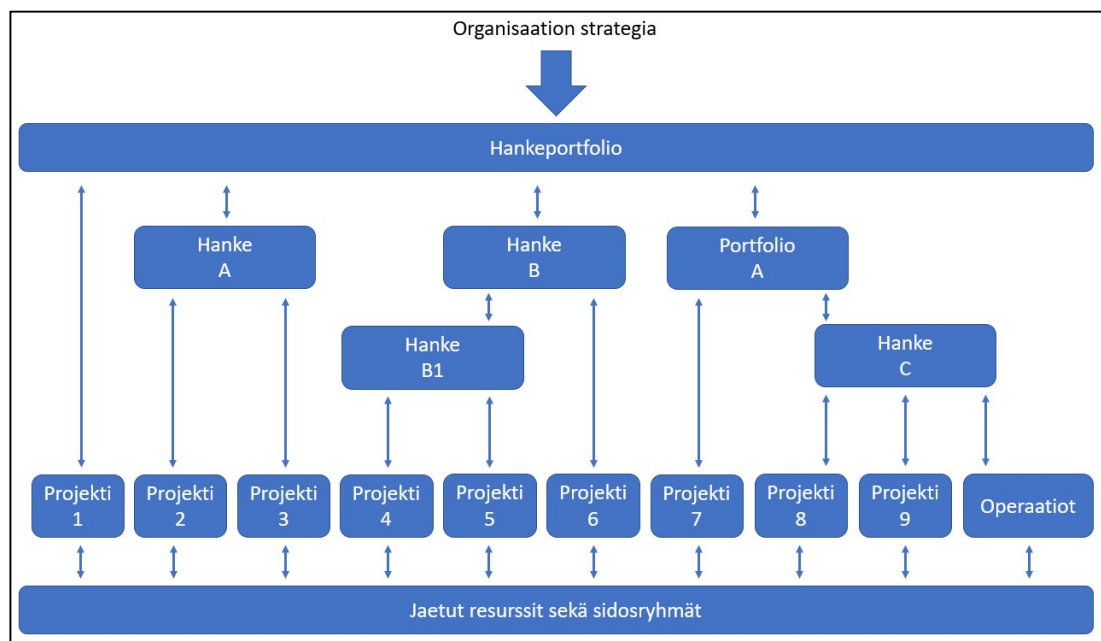 Organisaation strategia
Hankeportfolio
Hanke
A
Hanke
B
Portfolio
A
Hanke
B1
Hanke
C
Projekti
1
Projekti
2
Projekti
3
Projekti
4
Projekti
5
Projekti
6
Projekti
7
Projekti
8
Projekti
9
Operaatiot
Jaetut resurssit sekä sidosryhmät